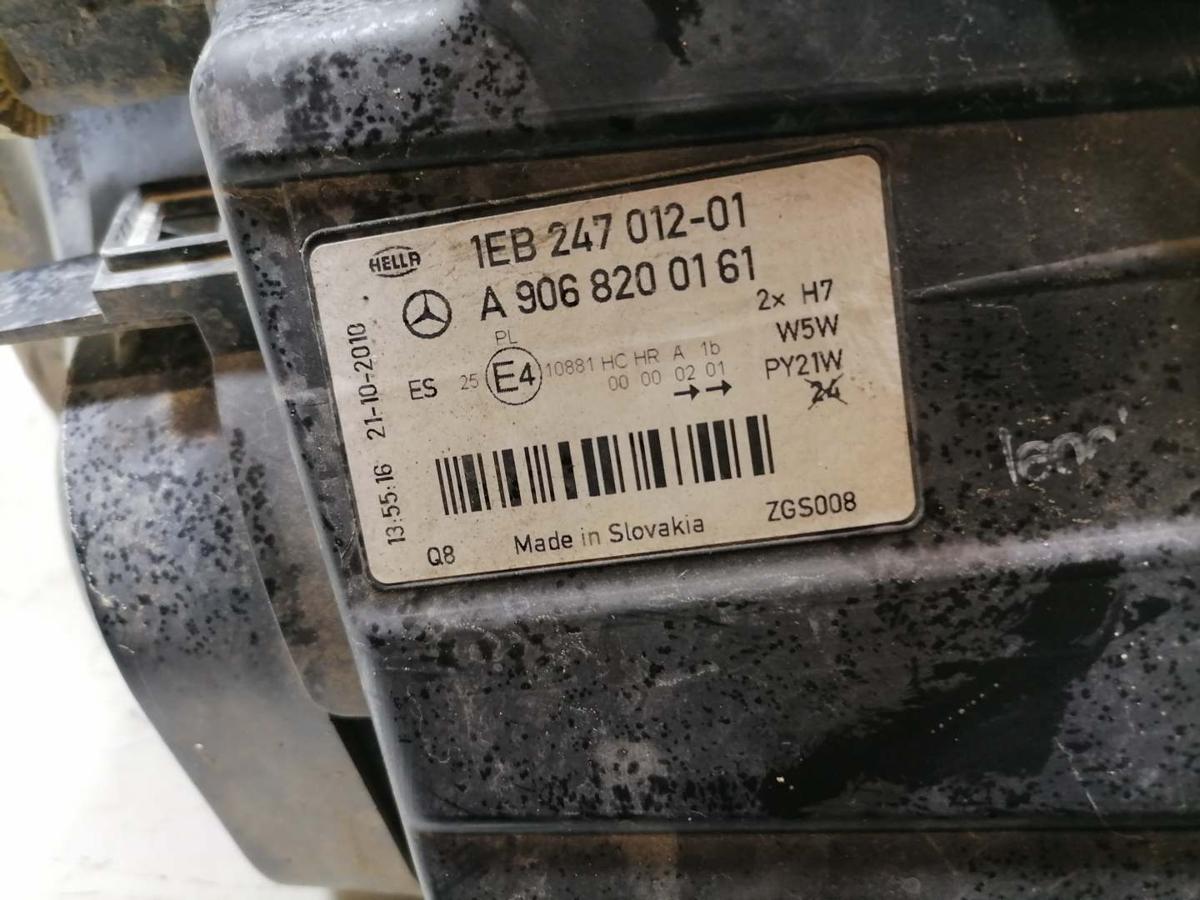 HELLA
1EB 247 012-01
A 906 820 01 61
2x H7
W5W
PY21W
24
PL
ES 25 E4 10881 HC HR A 1b
00 00 02 01
→ →
13:55:16 21-10-2010
Q8 Made in Slovakia ZGS008